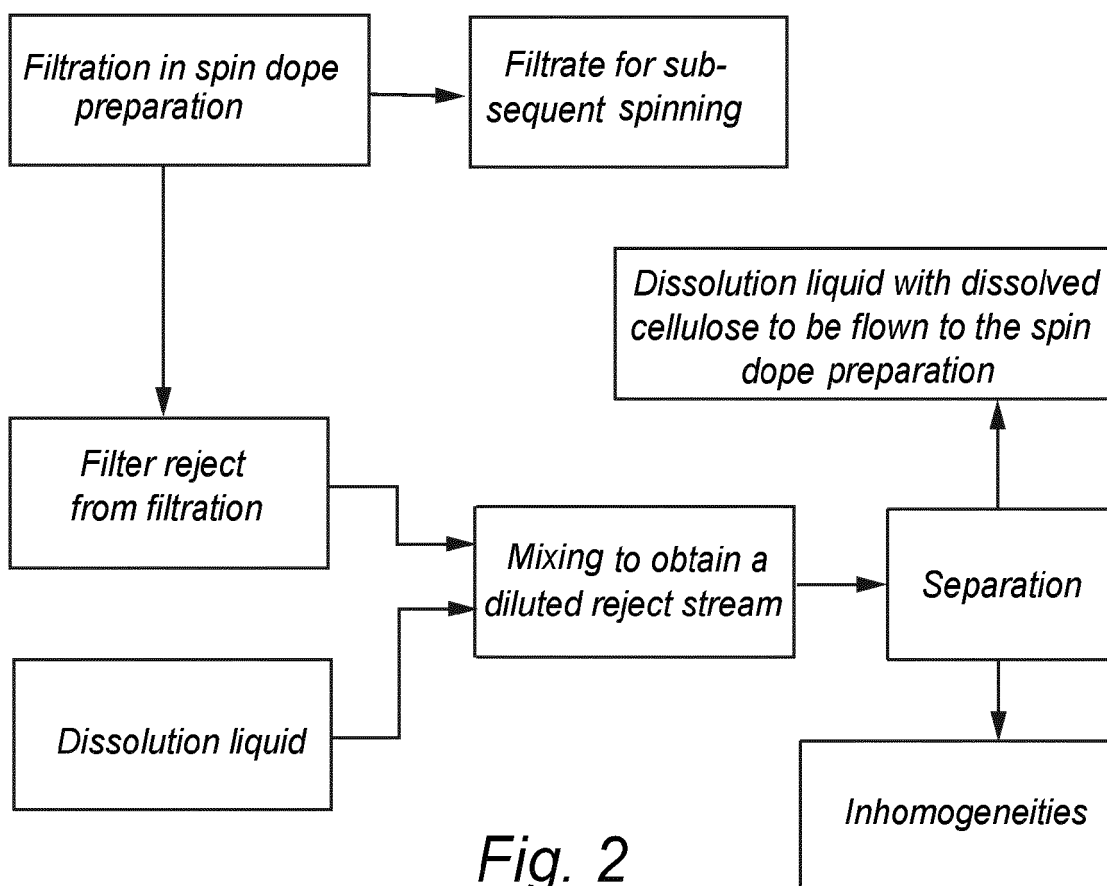 Filtration in spin dope
preparation
Filtrate for sub-
sequent spinning
Dissolution liquid with dissolved
cellulose to be flown to the spin
dope preparation
Filter reject
from filtration
Mixing to obtain a
diluted reject stream
Separation
Dissolution liquid
Inhomogeneities
Fig. 2